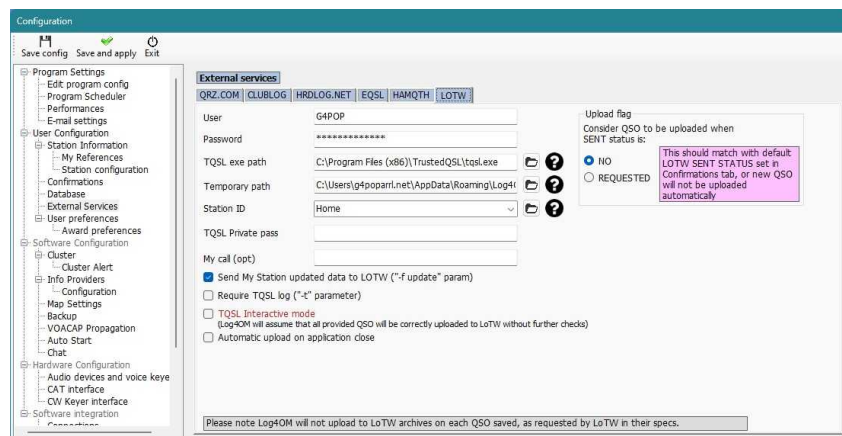 Configuration
Save config Save and apply Exit
Program Settings
Edit program config
Program Scheduler
Performances
E-mail settings
User Configuration
Station Information
My References
Station configuration
Confirmations
Database
External Services
User preferences
Award preferences
Software Configuration
Cluster
Cluster Alert
Info Providers
Configuration
Map Settings
Backup
VOACAP Propagation
Auto Start
Chat
Hardware Configuration
Audio devices and voice keye
CAT interface
CW Keyer interface
Software integration
Connections
External services
QRZ.COM CLUBLOG HRDLOG.NET EQSL HAMQTH LOTW
User G4POP
Password *************
TQSL exe path C:\Program Files (x86)\TrustedQSL\tqsl.exe
Temporary path C:\Users\g4poparrl.net\AppData\Roaming\Log4
Station ID Home
TQSL Private pass
My call (opt)
Send My Station updated data to LOTW ("-f update" param)
Require TQSL log ("-t" parameter)
TQSL Interactive mode
(Log4OM will assume that all provided QSO will be correctly uploaded to LoTW without further checks)
Automatic upload on application close
Upload flag
Consider QSO to be uploaded when
SENT status is:
NO
REQUESTED
This should match with default
LOTW SENT STATUS set in
Confirmations tab, or new QSO
will not be uploaded
automatically
Please note Log4OM will not upload to LoTW archives on each QSO saved, as requested by LoTW in their specs.